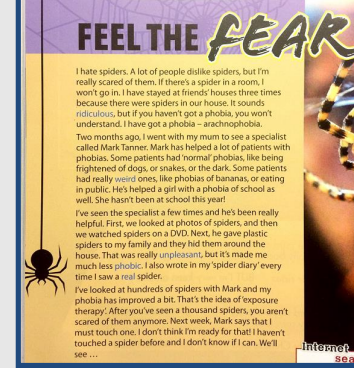 FEEL THE FEAR
I hate spiders. A lot of people dislike spiders, but I'm
really scared of them. If there's a spider in a room, I
won't go in. I have stayed at friends' houses three times
because there were spiders in our house. It sounds
ridiculous, but if you haven't got a phobia, you won't
understand. I have got a phobia – arachnophobia.
Two months ago, I went with my mum to see a specialist
called Mark Tanner. Mark has helped a lot of patients with
phobias. Some patients had 'normal' phobias, like being
frightened of dogs, or snakes, or the dark. Some patients
had really weird ones, like phobias of bananas, or eating
in public. He's helped a girl with a phobia of school as
well. She hasn't been at school this year!
I've seen the specialist a few times and he's been really
helpful. First, we looked at photos of spiders, and then
we watched spiders on a DVD. Next, he gave plastic
spiders to my family and they hid them around the
house. That was really unpleasant, but it's made me
much less phobic. I also wrote in my 'spider diary' every
time I saw a real spider.
I've looked at hundreds of spiders with Mark and my
phobia has improved a bit. That's the idea of 'exposure
therapy'. After you've seen a thousand spiders, you aren't
scared of them anymore. Next week, Mark says that I
must touch one. I don't think I'm ready for that! I haven't
touched a spider before and I don't know if I can. We'll
see ...
Internet
sea